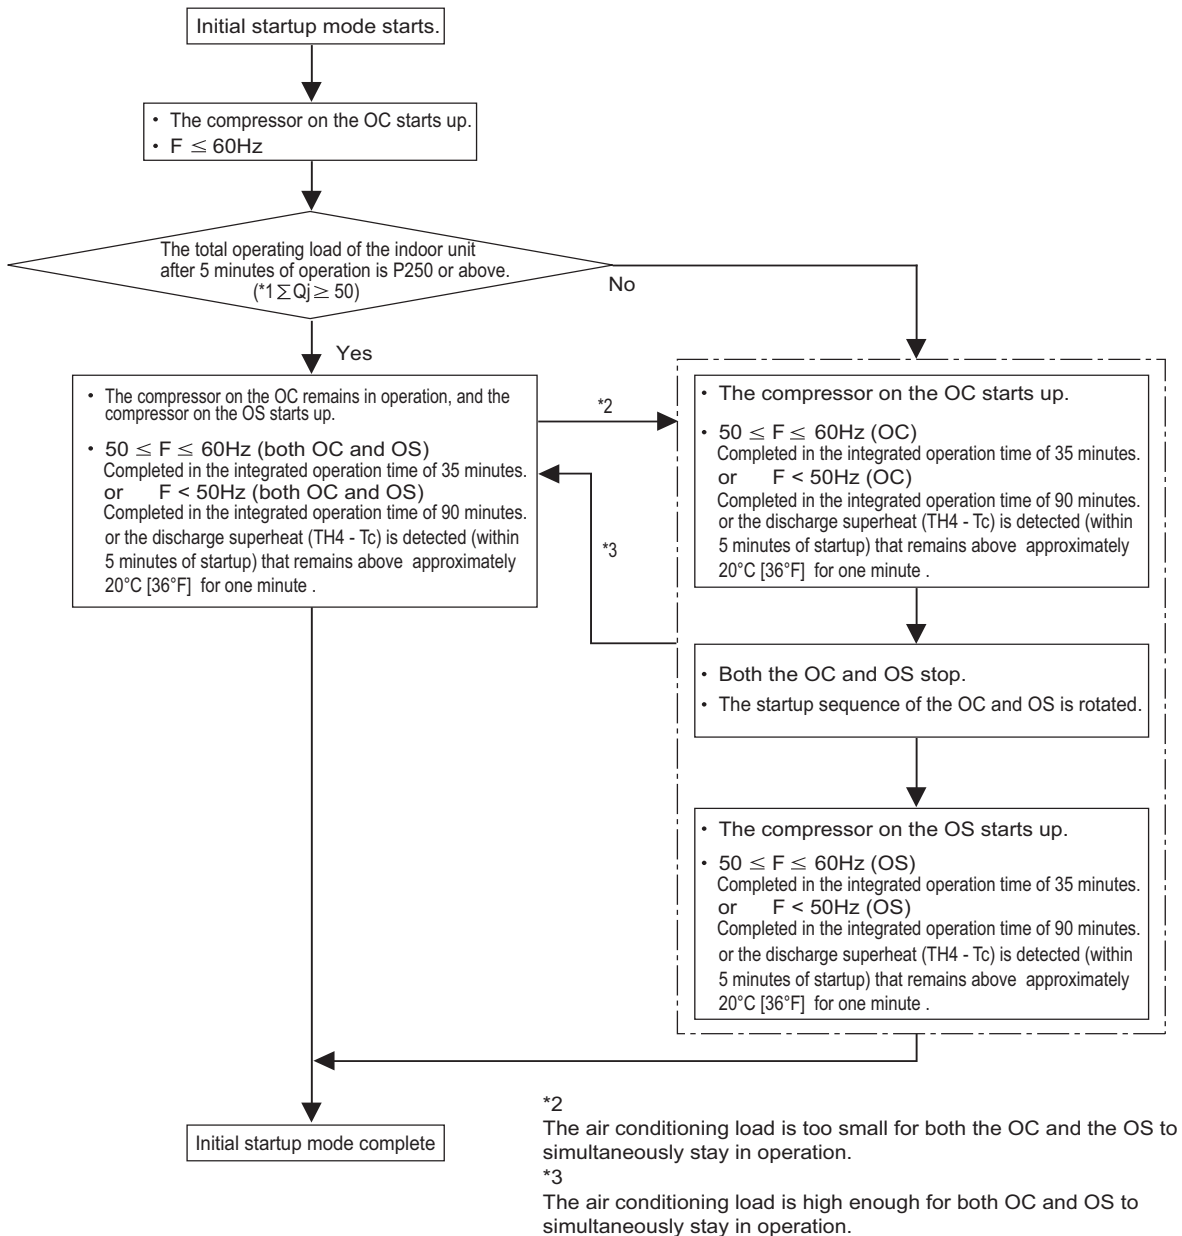 Initial startup mode starts.
• The compressor on the OC starts up.
• F ≤ 60Hz
The total operating load of the indoor unit
after 5 minutes of operation is P250 or above.
(*1∑Qj ≥ 50)
No
Yes
• The compressor on the OC remains in operation, and the
compressor on the OS starts up.
• 50 ≤ F ≤ 60Hz (both OC and OS)
Completed in the integrated operation time of 35 minutes.
or F < 50Hz (both OC and OS)
Completed in the integrated operation time of 90 minutes.
or the discharge superheat (TH4 - Tc) is detected (within
5 minutes of startup) that remains above approximately
20°C [36°F] for one minute .
*2
*3
• The compressor on the OC starts up.
• 50 ≤ F ≤ 60Hz (OC)
Completed in the integrated operation time of 35 minutes.
or F < 50Hz (OC)
Completed in the integrated operation time of 90 minutes.
or the discharge superheat (TH4 - Tc) is detected (within
5 minutes of startup) that remains above approximately
20°C [36°F] for one minute .
• Both the OC and OS stop.
• The startup sequence of the OC and OS is rotated.
• The compressor on the OS starts up.
• 50 ≤ F ≤ 60Hz (OS)
Completed in the integrated operation time of 35 minutes.
or F < 50Hz (OS)
Completed in the integrated operation time of 90 minutes.
or the discharge superheat (TH4 - Tc) is detected (within
5 minutes of startup) that remains above approximately
20°C [36°F] for one minute .
Initial startup mode complete
*2
The air conditioning load is too small for both the OC and the OS to
simultaneously stay in operation.
*3
The air conditioning load is high enough for both OC and OS to
simultaneously stay in operation.